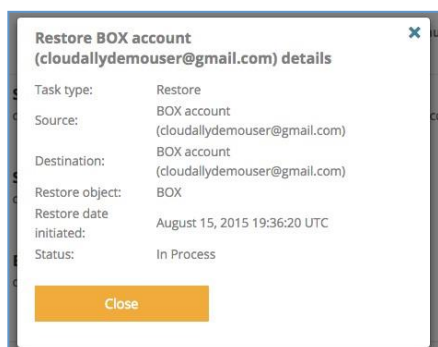 Restore BOX account
(cloudallydemouser@gmail.com) details
Task type: Restore
Source: BOX account
(cloudallydemouser@gmail.com)
Destination: BOX account
(cloudallydemouser@gmail.com)
Restore object: BOX
Restore date
initiated: August 15, 2015 19:36:20 UTC
Status: In Process
Close